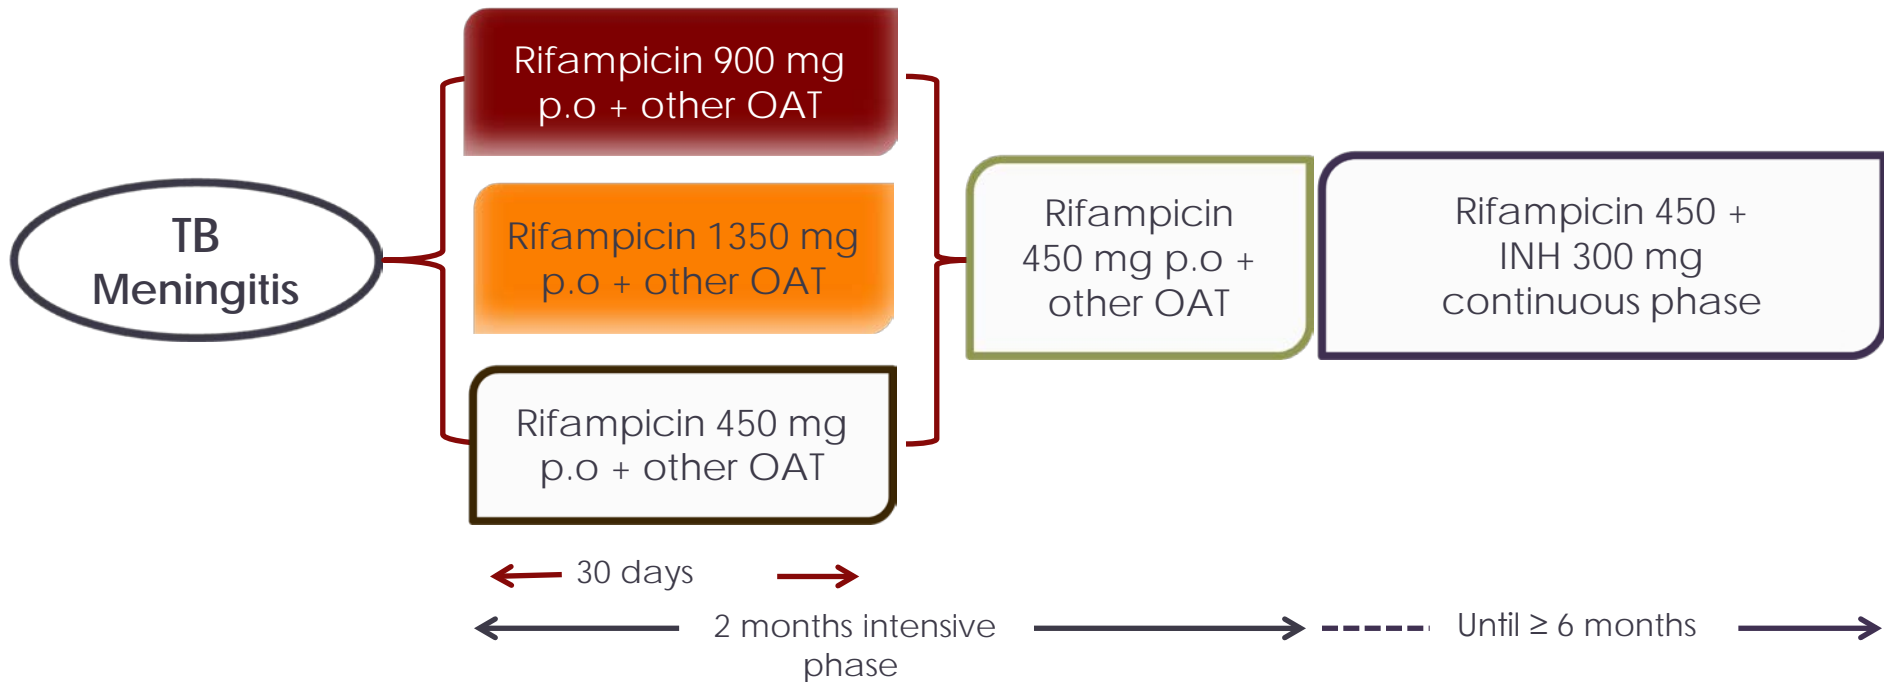 TB
Meningitis
Rifampicin 900 mg
p.o + other OAT
Rifampicin 1350 mg
p.o + other OAT
Rifampicin 450 mg
p.o + other OAT
Rifampicin
450 mg p.o +
other OAT
Rifampicin 450 +
INH 300 mg
continuous phase
30 days
2 months intensive
phase
Until ≥ 6 months